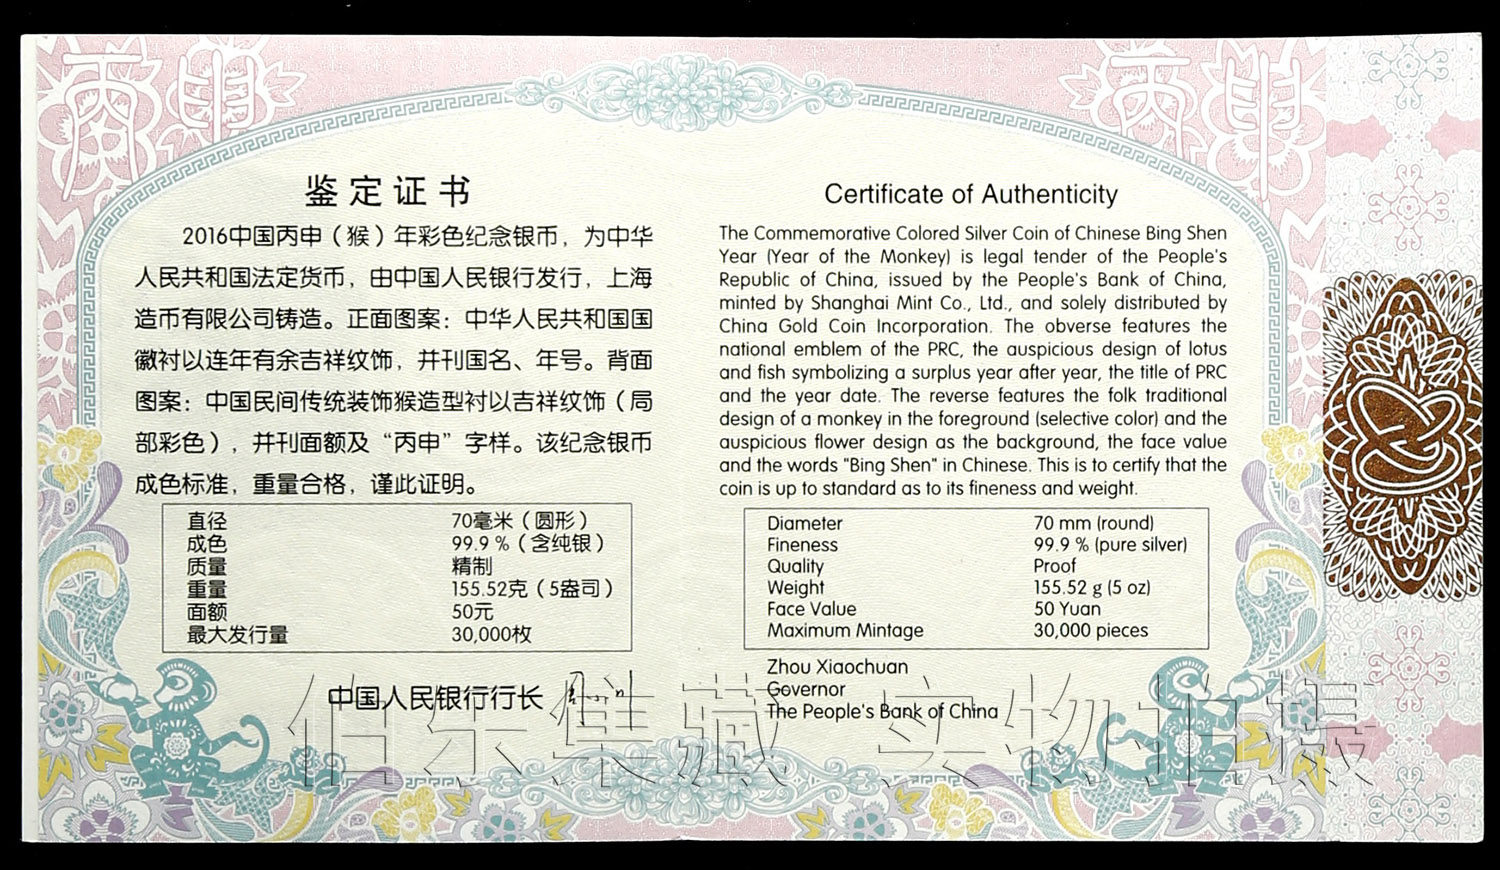 丙申
丙申
鉴定证书
2016中国丙申（猴）年彩色纪念银币，为中华
人民共和国法定货币，由中国人民银行发行，上海
造币有限公司铸造。正面图案：中华人民共和国国
徽衬以连年有余吉祥纹饰，并刊国名、年号。背面
图案：中国民间传统装饰猴造型衬以吉祥纹饰（局
部彩色），并刊面额及“丙申”字样。该纪念银币
成色标准，重量合格，谨此证明。
直径 70毫米（圆形）
成色 99.9％（含纯银）
质量 精制
重量 155.52克（5盎司）
面额 50元
最大发行量 30,000枚
中国人民银行行长
Certificate of Authenticity
The Commemorative Colored Silver Coin of Chinese Bing Shen
Year (Year of the Monkey) is legal tender of the People's
Republic of China, issued by the People's Bank of China,
minted by Shanghai Mint Co., Ltd., and solely distributed by
China Gold Coin Incorporation. The obverse features the
national emblem of the PRC, the auspicious design of lotus
and fish symbolizing a surplus year after year, the title of PRC
and the year date. The reverse features the folk traditional
design of a monkey in the foreground (selective color) and the
auspicious flower design as the background, the face value
and the words "Bing Shen" in Chinese. This is to certify that the
coin is up to standard as to its fineness and weight.
Diameter 70 mm (round)
Fineness 99.9 % (pure silver)
Quality Proof
Weight 155.52 g (5 oz)
Face Value 50 Yuan
Maximum Mintage 30,000 pieces
Zhou Xiaochuan
Governor
The People's Bank of China
伯乐集藏 实物拍摄